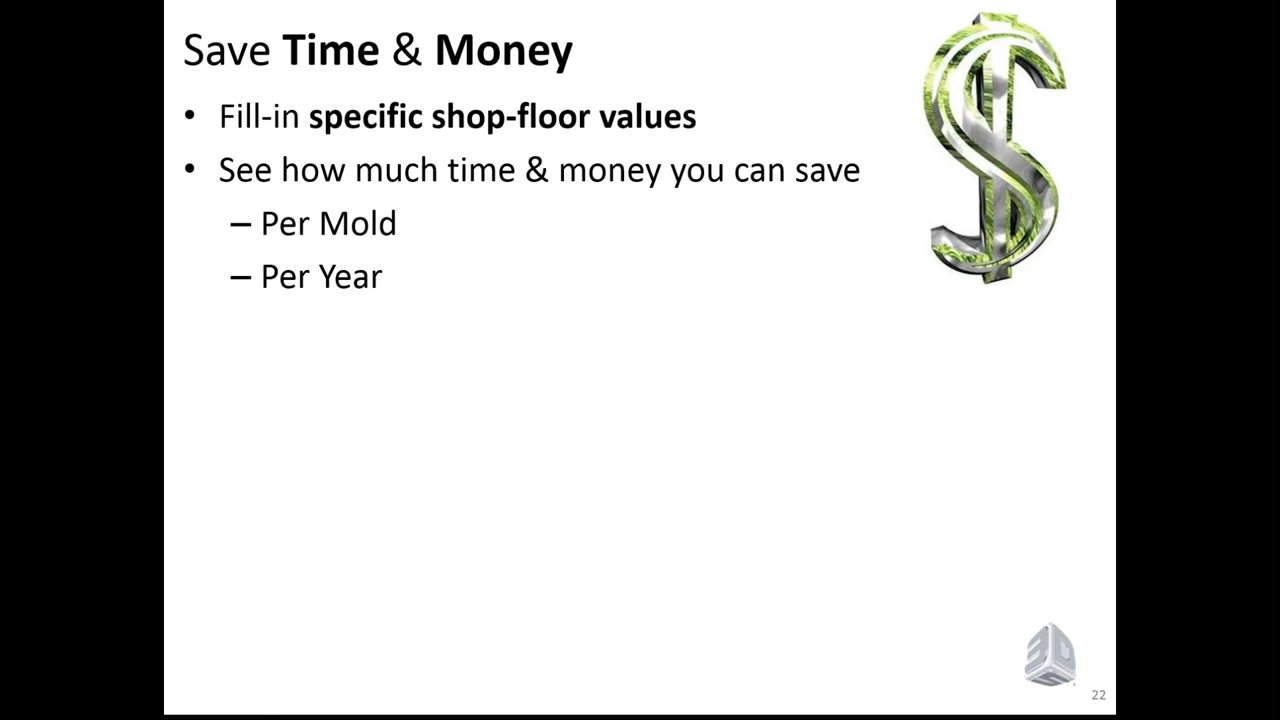 Save Time & Money
• Fill-in specific shop-floor values
• See how much time & money you can save
– Per Mold
– Per Year
3DS
22